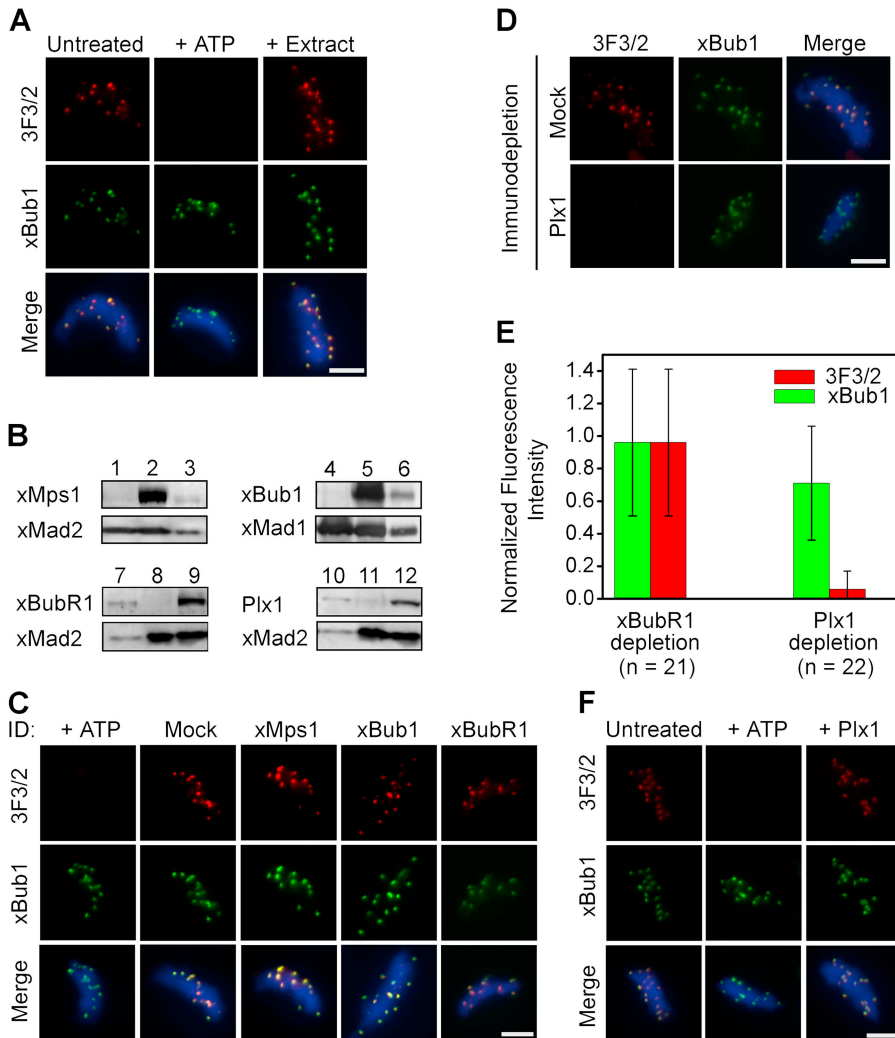 A
Untreated + ATP + Extract
3F3/2
xBub1
Merge
B
1 2 3
xMps1
xMad2
4 5 6
xBub1
xMad1
7 8 9
xBubR1
xMad2
10 11 12
Plx1
xMad2
C
ID: + ATP Mock xMps1 xBub1 xBubR1
3F3/2
xBub1
Merge
D
3F3/2 xBub1 Merge
Immunodepletion
Mock
Plx1
E
Normalized Fluorescence
Intensity
1.4
1.2
1.0
0.8
0.6
0.4
0.2
0.0
3F3/2
xBub1
xBubR1
depletion
(n = 21)
Plx1
depletion
(n = 22)
F
Untreated + ATP + Plx1
3F3/2
xBub1
Merge